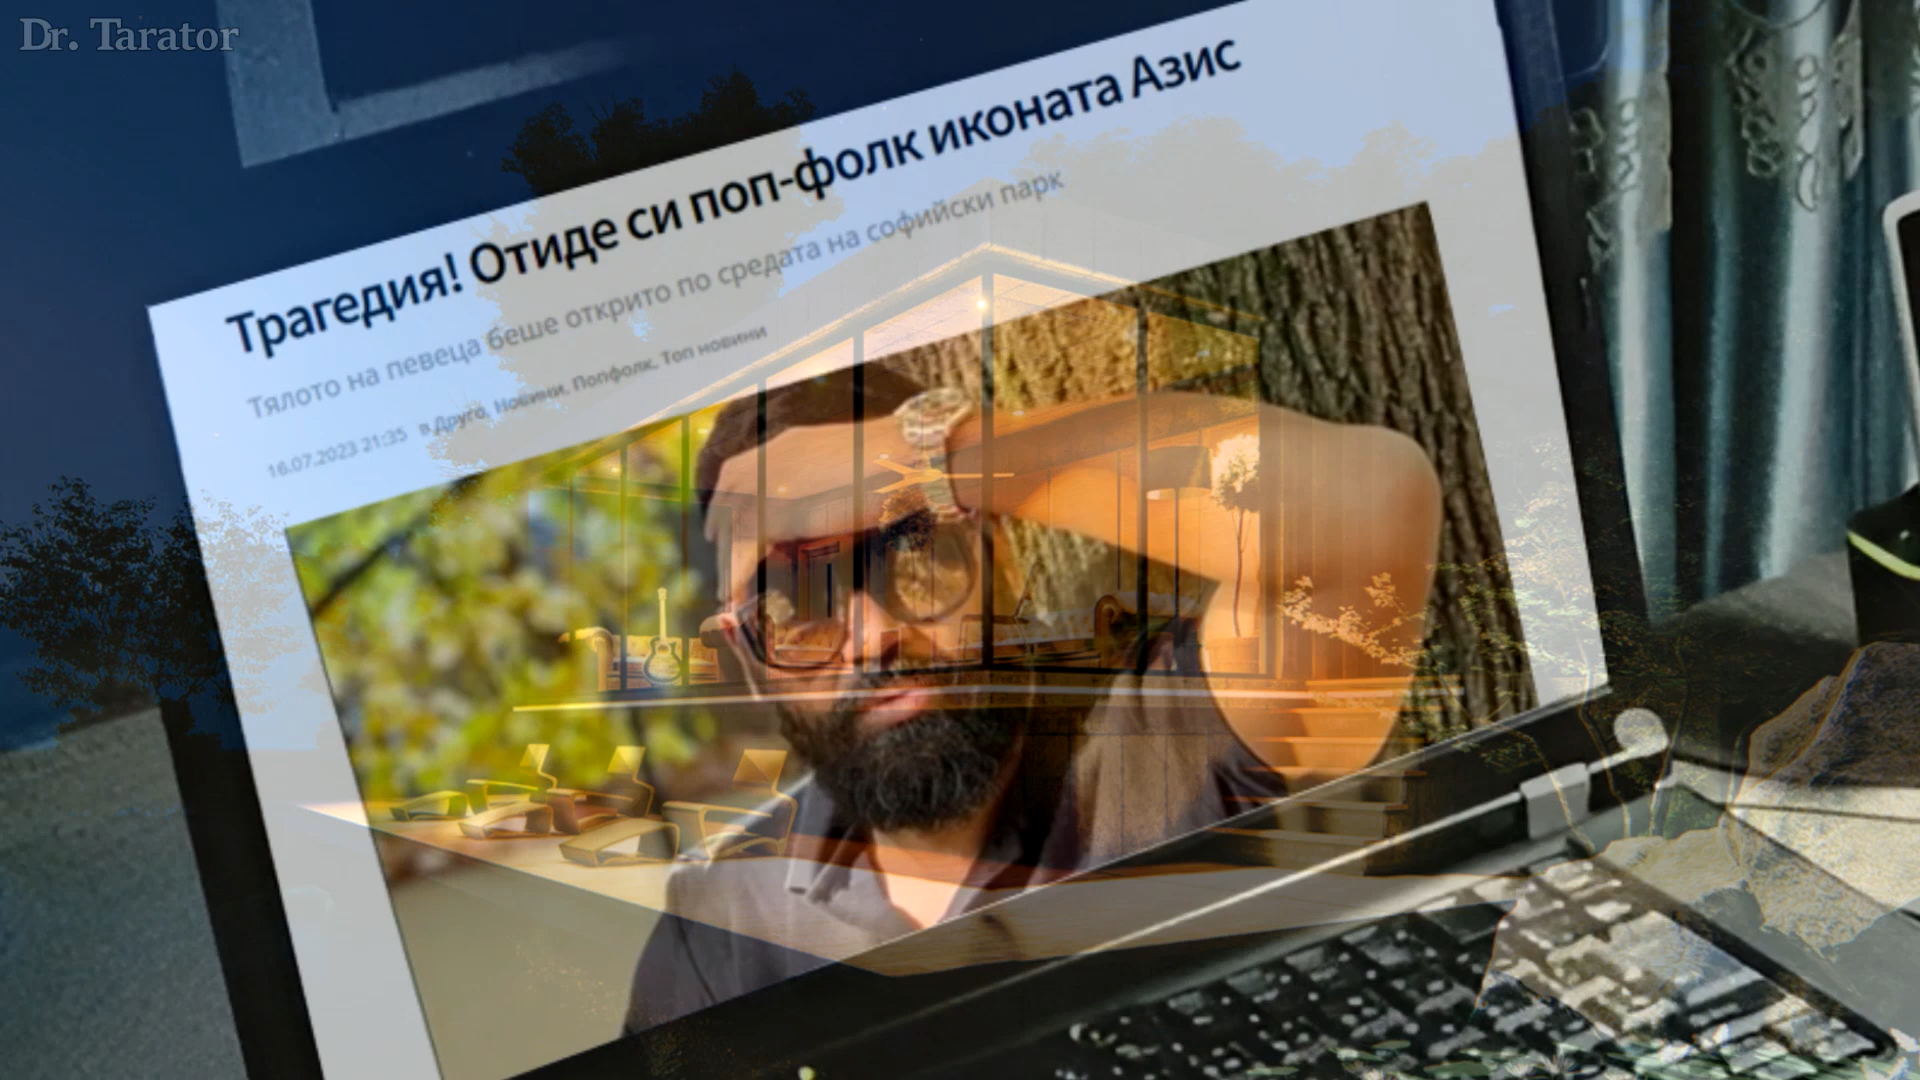 Dr. Tarator
Трагедия! Отиде си поп-фолк иконата Азис
Тялото на певеца беше открито по средата на софийски парк
16.07.2023 21:35 в Друго, Новини, Попфолк, Топ новини